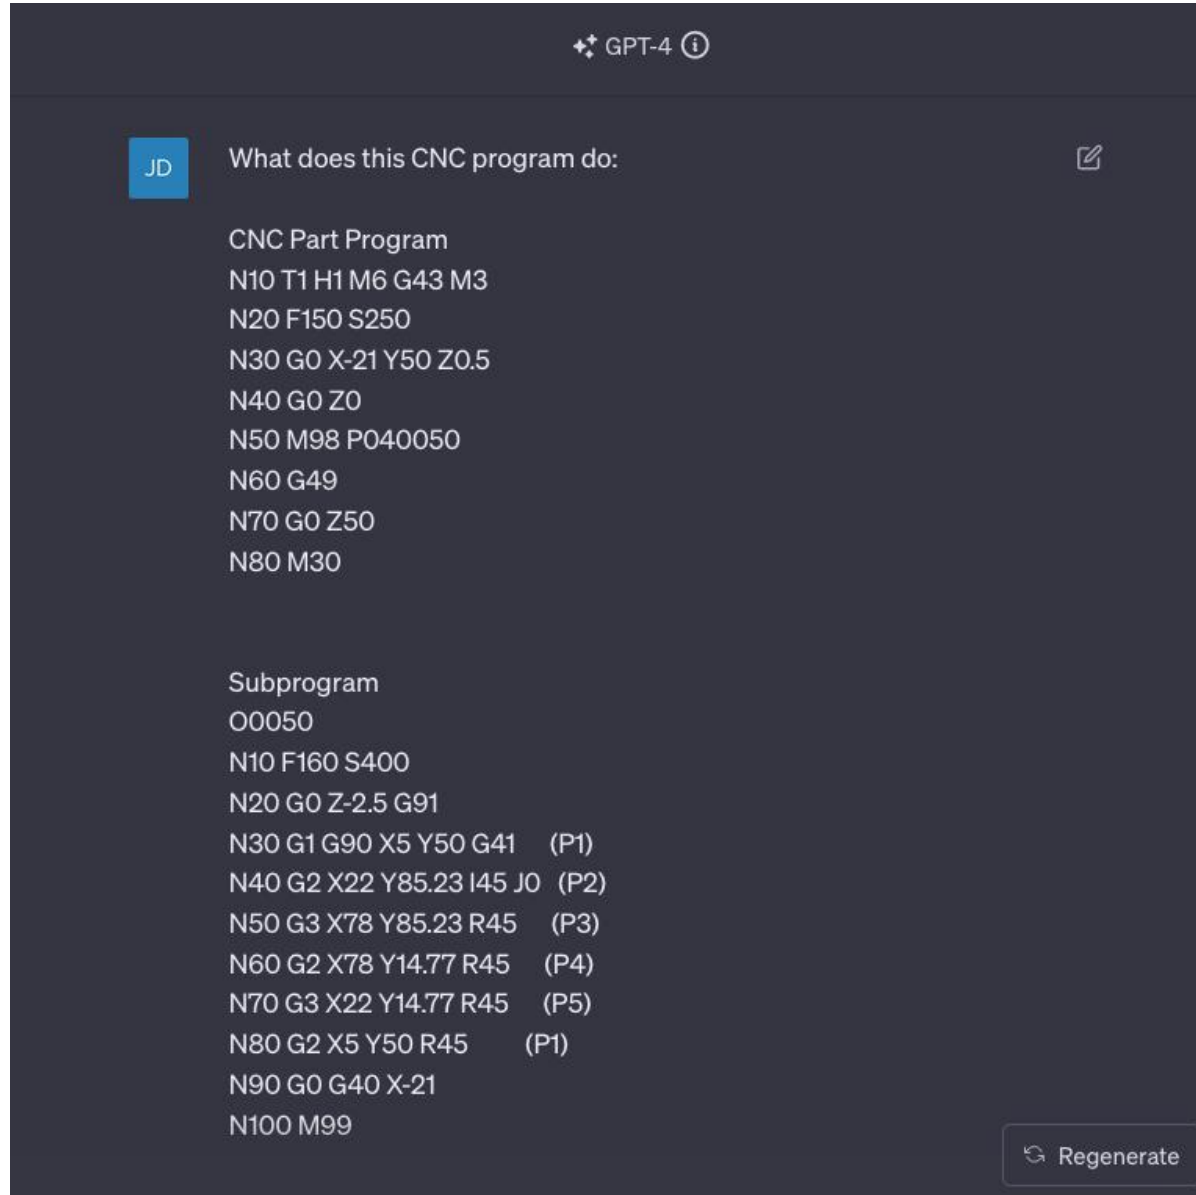 GPT-4
JD
What does this CNC program do:
CNC Part Program
N10 T1 H1 M6 G43 M3
N20 F150 S250
N30 G0 X-21 Y50 Z0.5
N40 G0 Z0
N50 M98 P040050
N60 G49
N70 G0 Z50
N80 M30
Subprogram
O0050
N10 F160 S400
N20 G0 Z-2.5 G91
N30 G1 G90 X5 Y50 G41 (P1)
N40 G2 X22 Y85.23 I45 J0 (P2)
N50 G3 X78 Y85.23 R45 (P3)
N60 G2 X78 Y14.77 R45 (P4)
N70 G3 X22 Y14.77 R45 (P5)
N80 G2 X5 Y50 R45 (P1)
N90 G0 G40 X-21
N100 M99
Regenerate